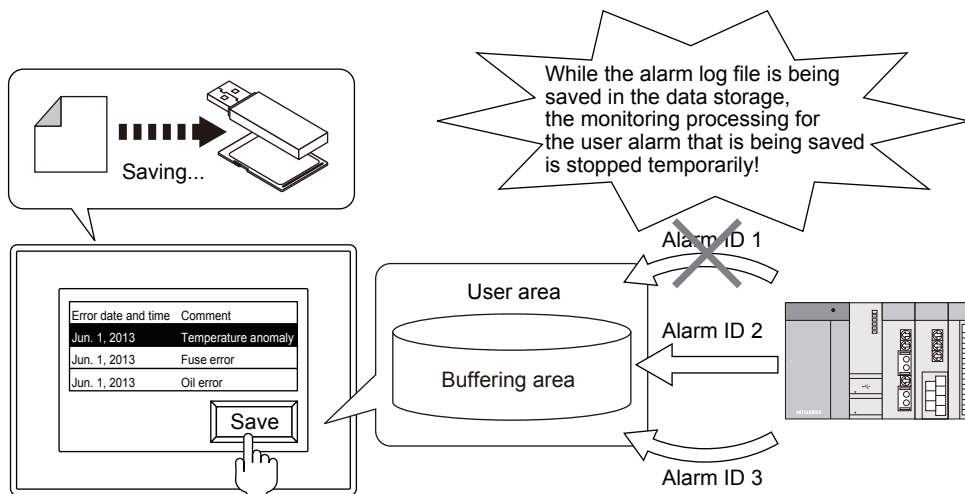 While the alarm log file is being
saved in the data storage,
the monitoring processing for
the user alarm that is being saved
is stopped temporarily!
Saving...
Alarm ID 1
User area
Error date and time Comment
Jun. 1, 2013 Temperature anomaly
Jun. 1, 2013 Fuse error
Jun. 1, 2013 Oil error
Alarm ID 2
Buffering area
Save
Alarm ID 3
MITSUBISHI